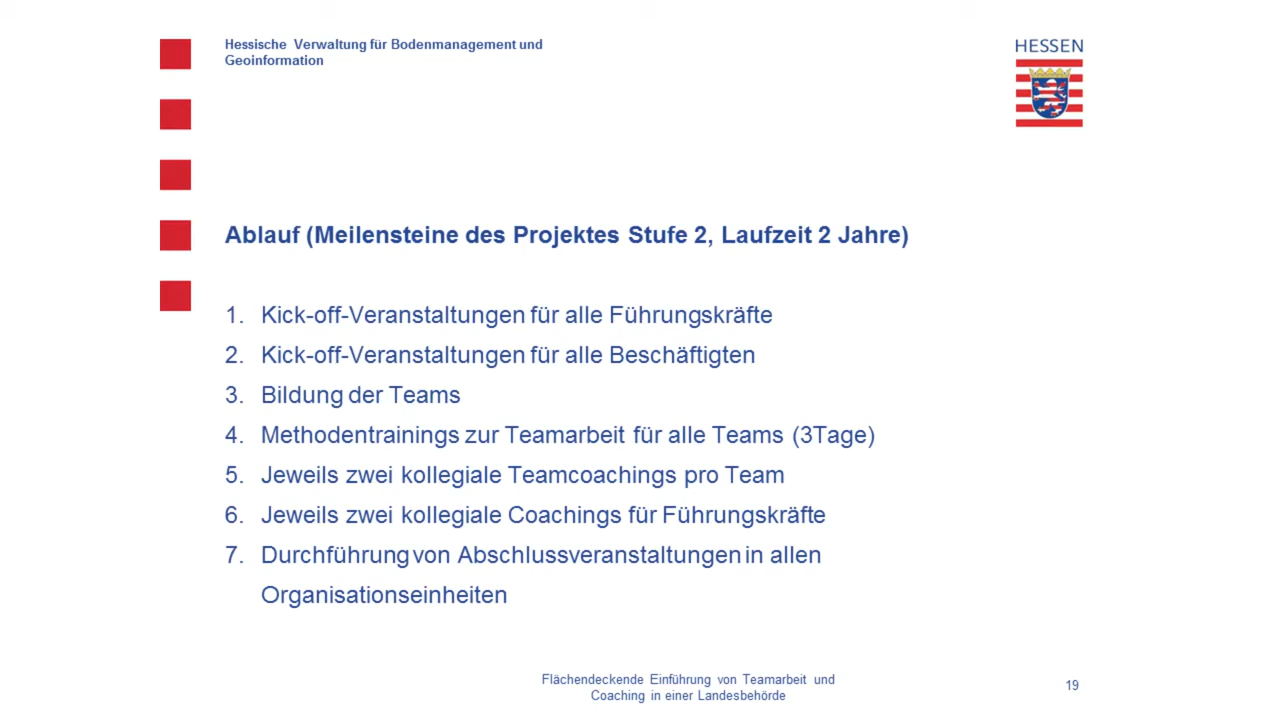 Hessische Verwaltung für Bodenmanagement und
Geoinformation
HESSEN
Ablauf (Meilensteine des Projektes Stufe 2, Laufzeit 2 Jahre)
1. Kick-off-Veranstaltungen für alle Führungskräfte
2. Kick-off-Veranstaltungen für alle Beschäftigten
3. Bildung der Teams
4. Methodentrainings zur Teamarbeit für alle Teams (3Tage)
5. Jeweils zwei kollegiale Teamcoachings pro Team
6. Jeweils zwei kollegiale Coachings für Führungskräfte
7. Durchführung von Abschlussveranstaltungen in allen
Organisationseinheiten
Flächendeckende Einführung von Teamarbeit und
Coaching in einer Landesbehörde
19